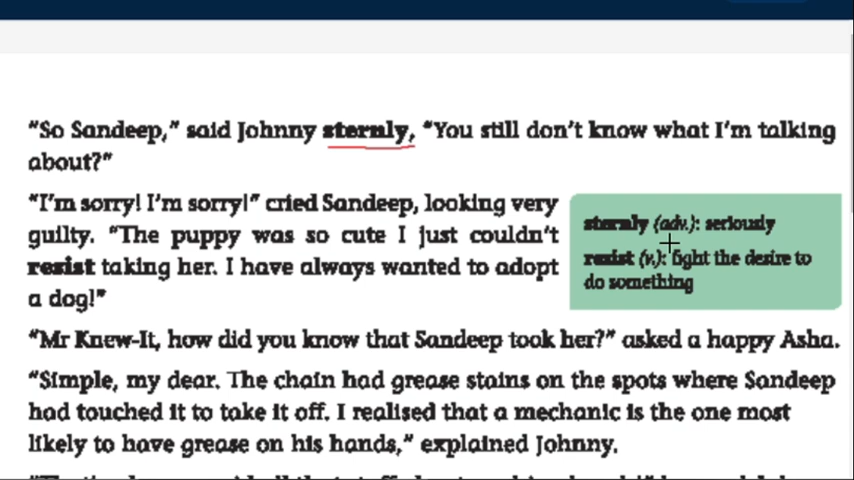 “So Sandeep,” said Johnny sternly, “You still don’t know what I’m talking
about?”
“I’m sorry! I’m sorry!” cried Sandeep, looking very
guilty. “The puppy was so cute I just couldn’t
resist taking her. I have always wanted to adopt
a dog!”
sternly (adv.): seriously
resist (v.): fight the desire to
do something
“Mr Knew-It, how did you know that Sandeep took her?” asked a happy Asha.
“Simple, my dear. The chain had grease stains on the spots where Sandeep
had touched it to take it off. I realised that a mechanic is the one most
likely to have grease on his hands,” explained Johnny.